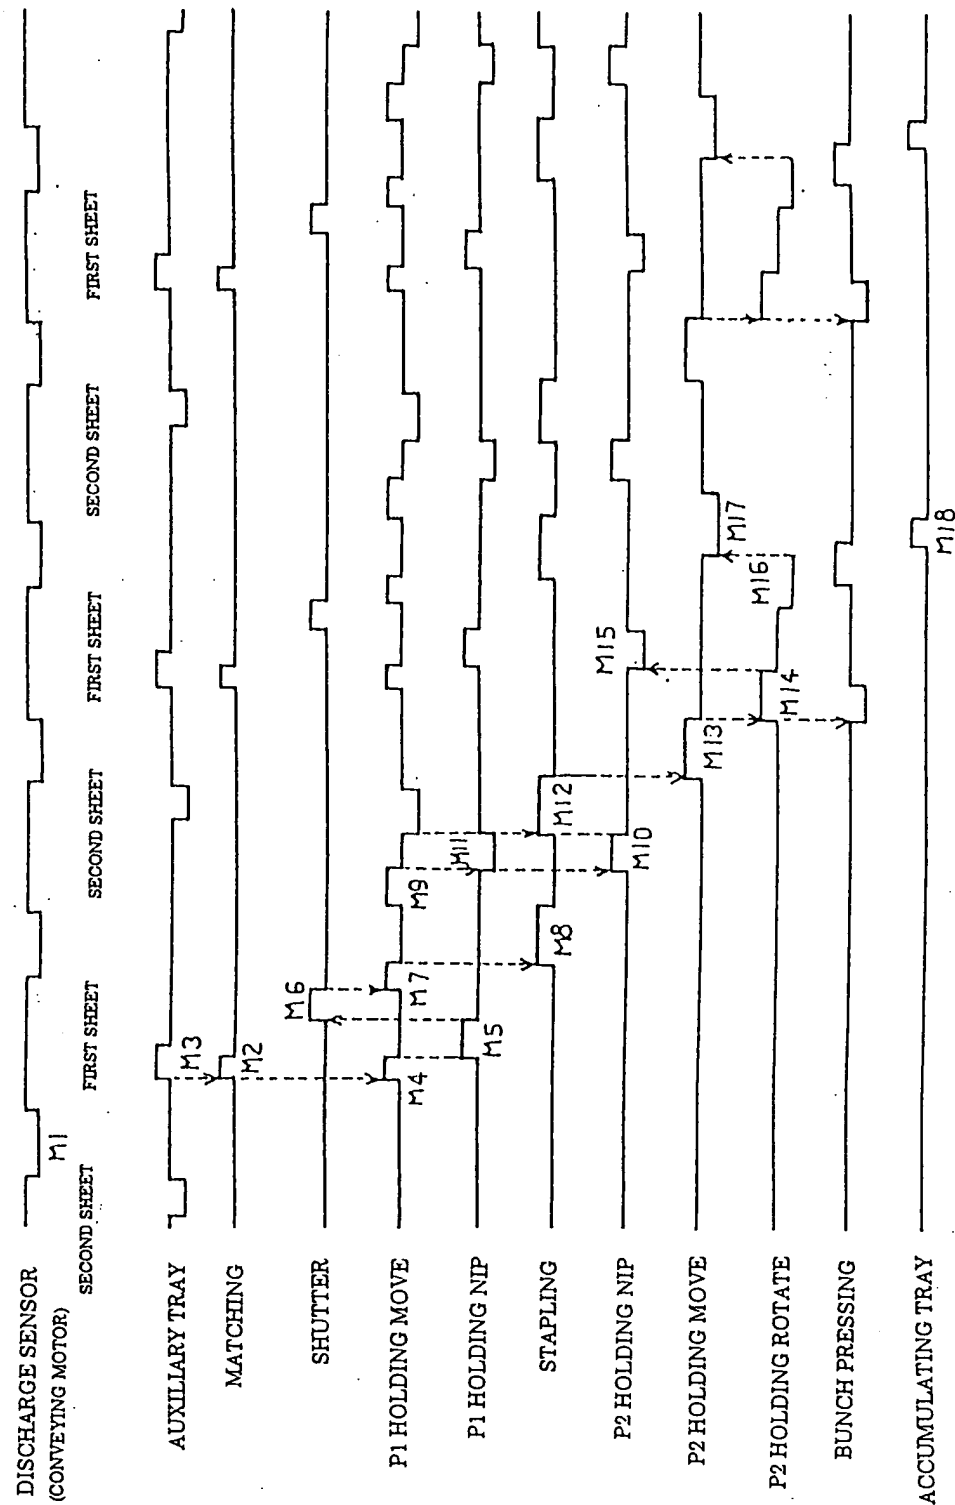 DISCHARGE SENSOR
(CONVEYING MOTOR)
SECOND SHEET
FIRST SHEET
SECOND SHEET
FIRST SHEET
SECOND SHEET
FIRST SHEET
M1
AUXILLARY TRAY
M3
MATCHING
M2
SHUTTER
M6
P1 HOLDING MOVE
M4
M7
M9
P1 HOLDING NIP
M5
M11
STAPLING
M8
M12
P2 HOLDING NIP
M10
M15
P2 HOLDING MOVE
M13
M17
P2 HOLDING ROTATE
M14
M16
BUNCH PRESSING
ACCUMULATING TRAY
M18